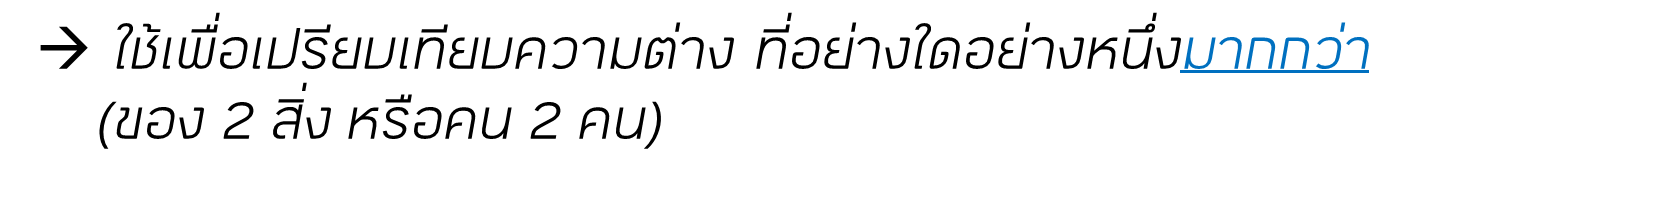 → ใช้เพื่อเปรียบเทียบความต่าง ที่อย่างใดอย่างหนึ่งมากกว่า
(ของ 2 สิ่ง หรือคน 2 คน)